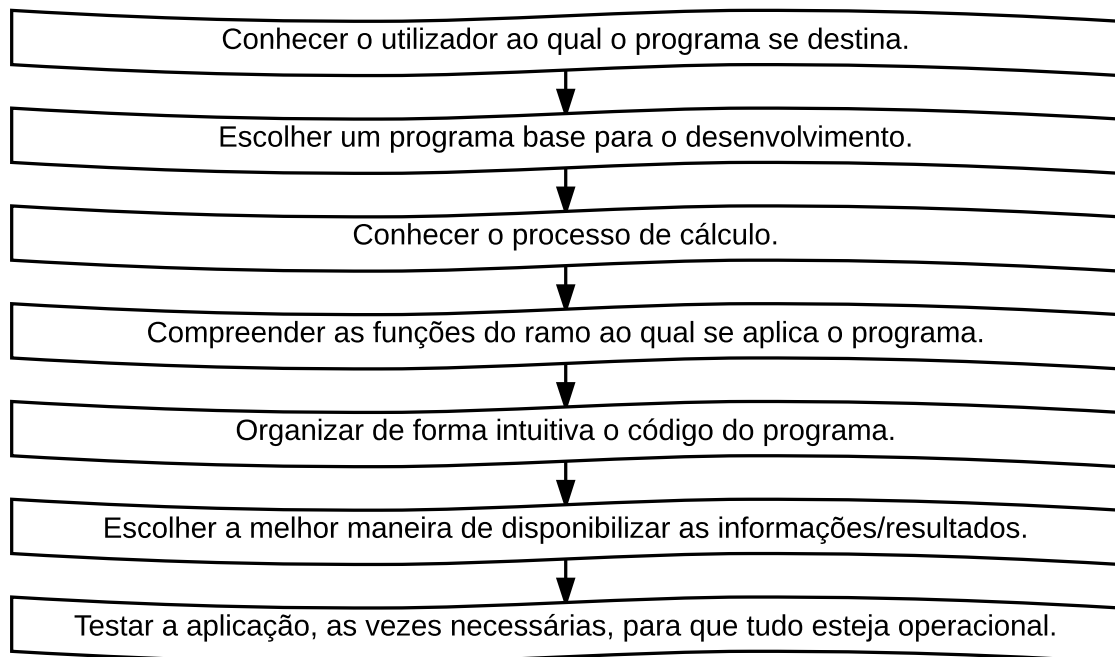 Conhecer o utilizador ao qual o programa se destina.
Escolher um programa base para o desenvolvimento.
Conhecer o processo de cálculo.
Compreender as funções do ramo ao qual se aplica o programa.
Organizar de forma intuitiva o código do programa.
Escolher a melhor maneira de disponibilizar as informações/resultados.
Testar a aplicação, as vezes necessárias, para que tudo esteja operacional.